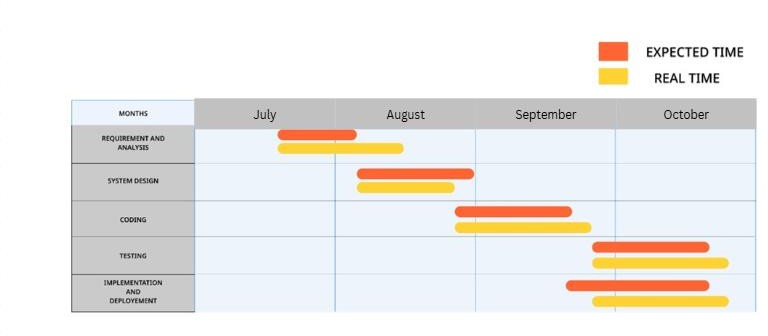 EXPECTED TIME
REAL TIME
MONTHS
July
August
September
October
REQUIREMENT AND
ANALYSIS
SYSTEM DESIGN
CODING
TESTING
IMPLEMENTATION
AND
DEPLOYEMENT